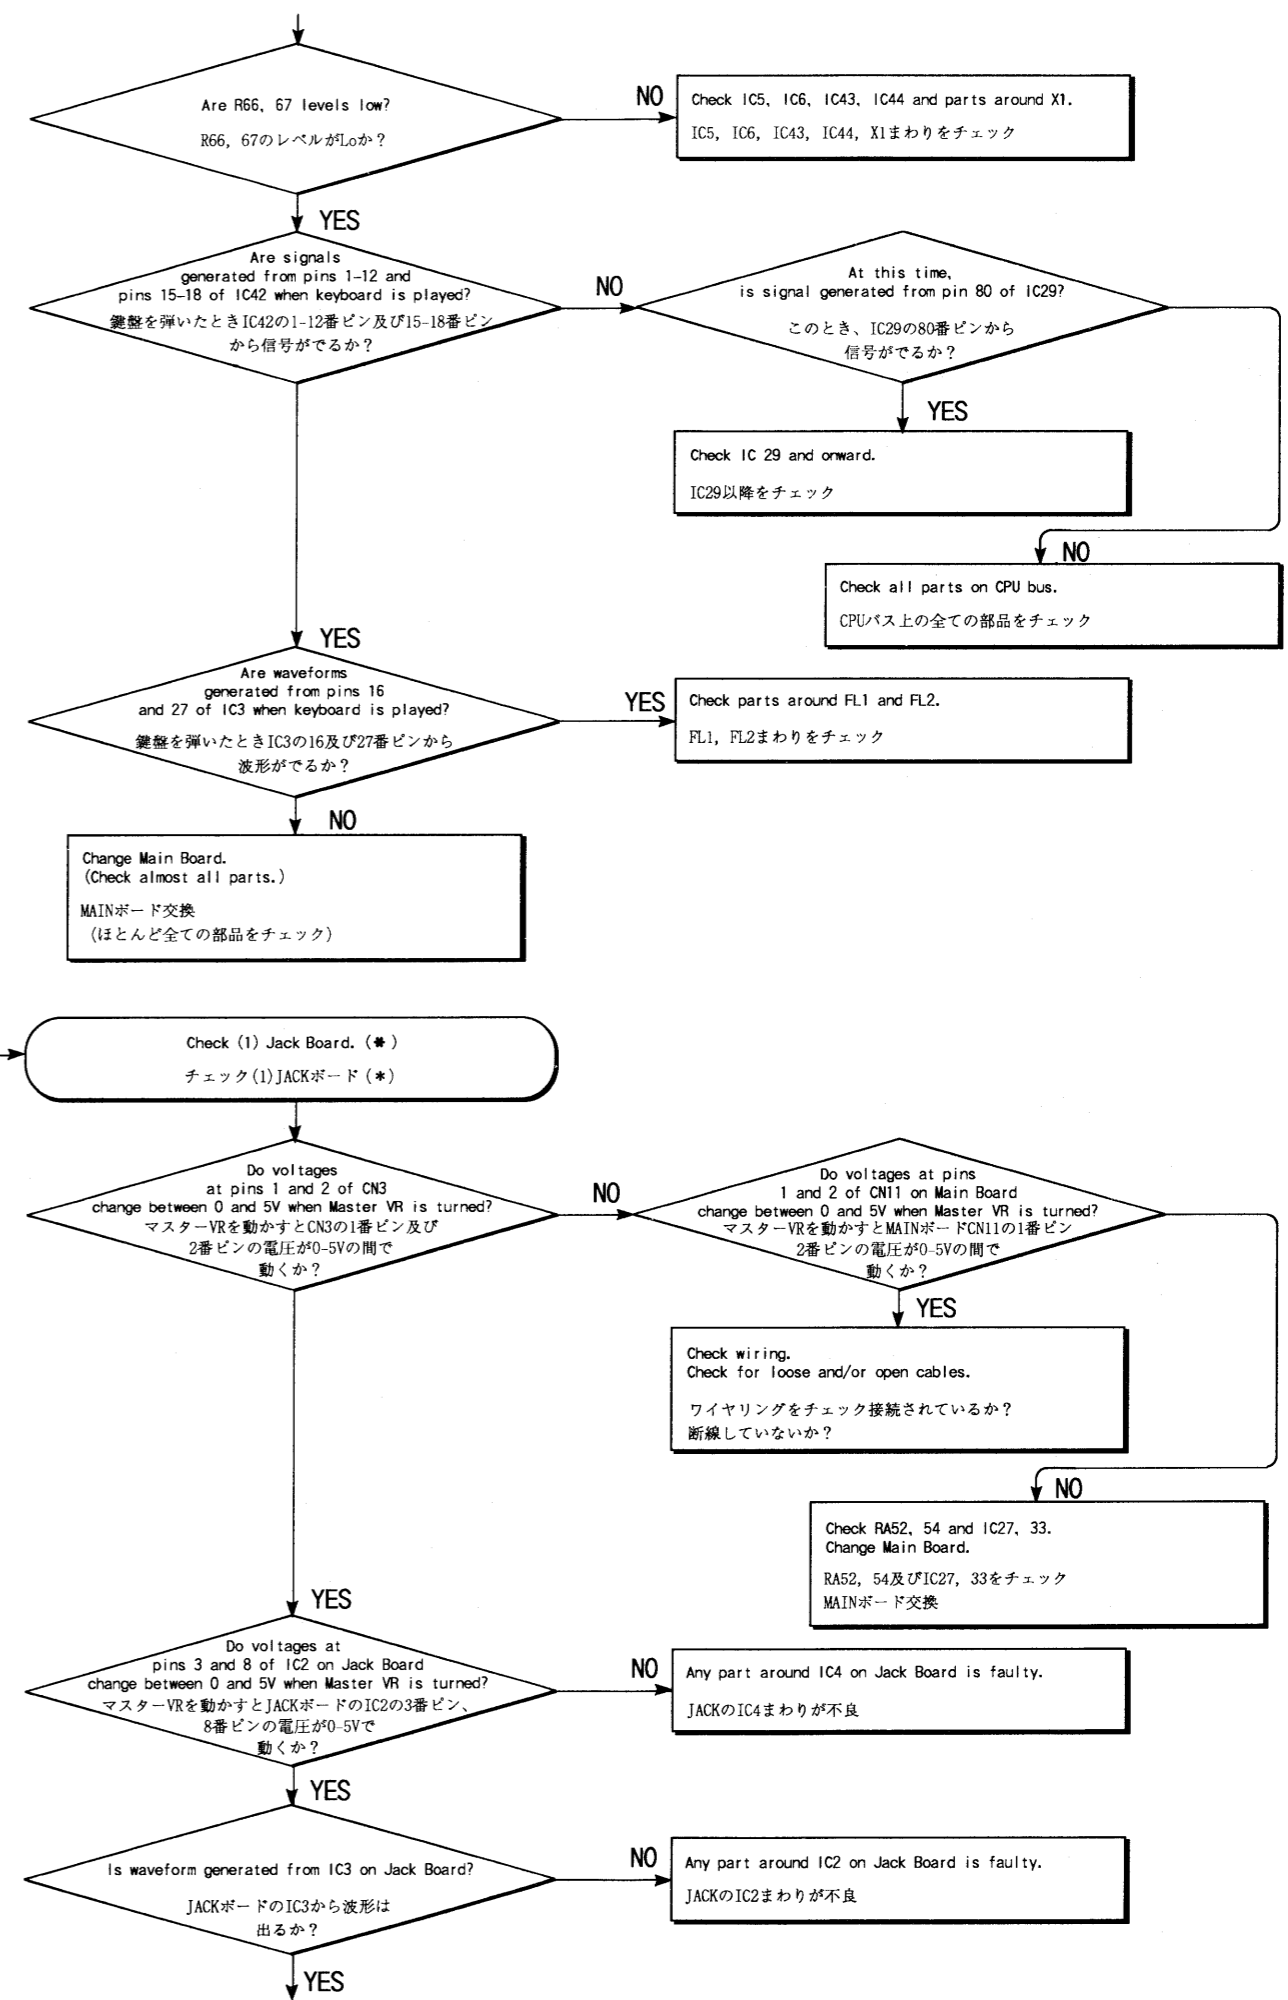 Are R66, 67 levels low?
R66, 67のレベルがLoか？
NO
Check IC5, IC6, IC43, IC44 and parts around X1.
IC5, IC6, IC43, IC44, X1まわりをチェック
YES
Are signals
generated from pins 1-12 and
pins 15-18 of IC42 when keyboard is played?
鍵盤を弾いたときIC42の1-12番ピン及び15-18番ピン
から信号がでるか？
NO
At this time,
is signal generated from pin 80 of IC29?
このとき、IC29の80番ピンから
信号がでるか？
YES
Check IC 29 and onward.
IC29以降をチェック
NO
Check all parts on CPU bus.
CPUバス上の全ての部品をチェック
YES
Are waveforms
generated from pins 16
and 27 of IC3 when keyboard is played?
鍵盤を弾いたときIC3の16及び27番ピンから
波形がでるか？
YES
Check parts around FL1 and FL2.
FL1, FL2まわりをチェック
NO
Change Main Board.
(Check almost all parts.)
MAINボード交換
（ほとんど全ての部品をチェック）
Check (1) Jack Board. (＊)
チェック(1)JACKボード(＊)
Do voltages
at pins 1 and 2 of CN3
change between 0 and 5V when Master VR is turned?
マスターVRを動かすとCN3の1番ピン及び
2番ピンの電圧が0-5Vの間で
動くか？
NO
Do voltages at pins
1 and 2 of CN11 on Main Board
change between 0 and 5V when Master VR is turned?
マスターVRを動かすとMAINボードCN11の1番ピン
2番ピンの電圧が0-5Vの間で
動くか？
YES
Check wiring.
Check for loose and/or open cables.
ワイヤリングをチェック接続されているか？
断線していないか？
NO
Check RA52, 54 and IC27, 33.
Change Main Board.
RA52, 54及びIC27, 33をチェック
MAINボード交換
YES
Do voltages at
pins 3 and 8 of IC2 on Jack Board
change between 0 and 5V when Master VR is turned?
マスターVRを動かすとJACKボードのIC2の3番ピン、
8番ピンの電圧が0-5Vで
動くか？
NO
Any part around IC4 on Jack Board is faulty.
JACKのIC4まわりが不良
YES
Is waveform generated from IC3 on Jack Board?
JACKボードのIC3から波形は
出るか？
NO
Any part around IC2 on Jack Board is faulty.
JACKのIC2まわりが不良
YES